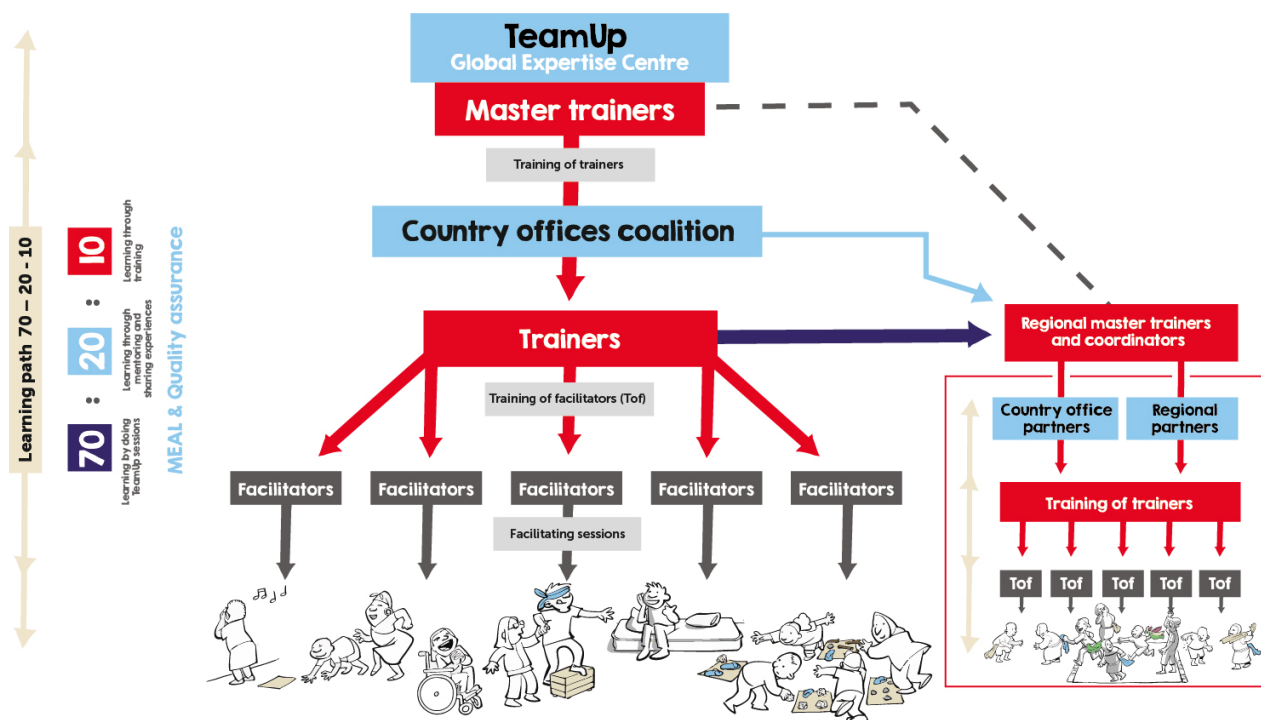 TeamUp
Global Expertise Centre
Master trainers
Training of trainers
Country offices coalition
Trainers
Training of facilitators (Tof)
Facilitators
Facilitators
Facilitators
Facilitators
Facilitators
Facilitating sessions
Regional master trainers
and coordinators
Country office
partners
Regional
partners
Training of trainers
Tof
Tof
Tof
Tof
Tof
Learning path 70 – 20 - 10
70 : 20 : 10
Learning by doing
TeamUp sessions
Learning through
mentoring and
sharing experiences
Learning through
training
MEAL & Quality assurance